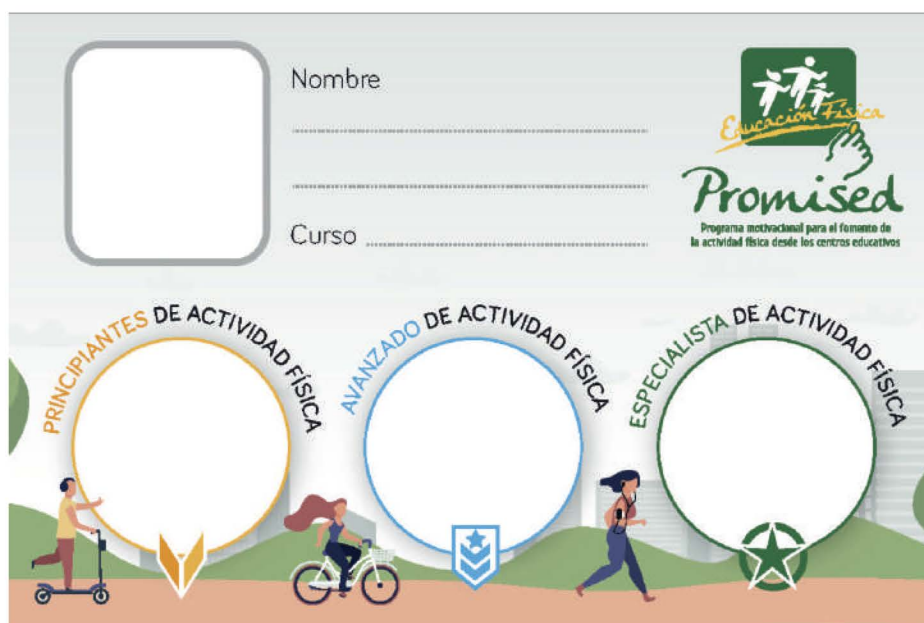 Nombre
Curso
Educación Física
Promised
Programa motivacional para el fomento de
la actividad física desde los centros educativos
PRINCIPIANTES DE ACTIVIDAD FÍSICA
AVANZADO DE ACTIVIDAD FÍSICA
ESPECIALISTA DE ACTIVIDAD FÍSICA